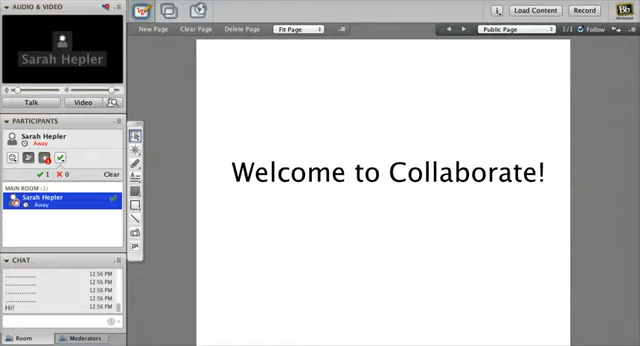 AUDIO & VIDEO
Sarah Hepler
Talk
Video
PARTICIPANTS
Sarah Hepler
Away
1
0
Clear
MAIN ROOM (1)
Sarah Hepler
Away
CHAT
.............. 12:56 PM
.............. 12:56 PM
.............. 12:56 PM
.............. 12:56 PM
Hi! 12:56 PM
Room
Moderators
Load Content
Record
Bb
New Page
Clear Page
Delete Page
Fit Page
Public Page
1/1
Follow
Welcome to Collaborate!